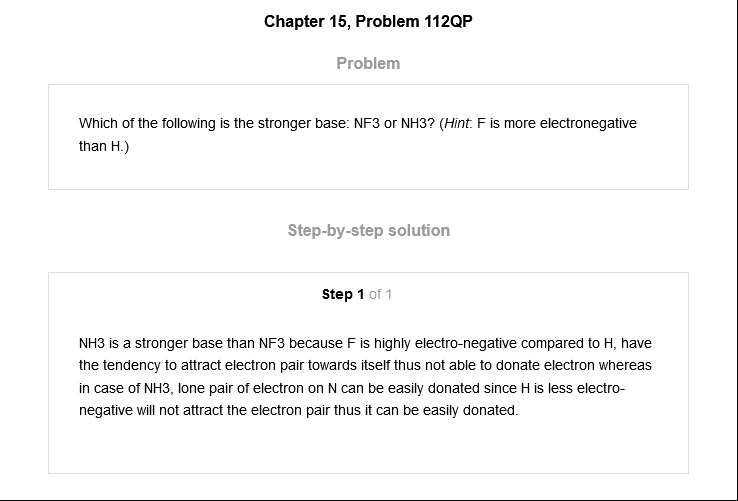 Chapter 15, Problem 112QP
Problem
Which of the following is the stronger base: NF3 or NH3? (Hint: F is more electronegative
than H.)
Step-by-step solution
Step 1 of 1
NH3 is a stronger base than NF3 because F is highly electro-negative compared to H, have
the tendency to attract electron pair towards itself thus not able to donate electron whereas
in case of NH3, lone pair of electron on N can be easily donated since H is less electro-
negative will not attract the electron pair thus it can be easily donated.